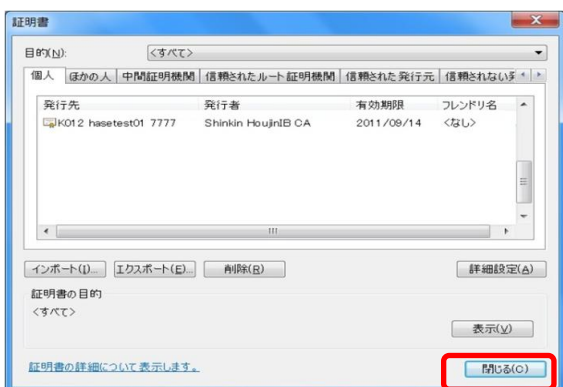 証明書
目的(N): <すべて>
個人 ほかの人 中間証明機関 信頼されたルート証明機関 信頼された発行元 信頼されない
発行先 発行者 有効期限 フレンドリ名
K012 hasetest01 7777 Shinkin HoujinIB CA 2011/09/14 <なし>
インポート(I)... エクスポート(E)... 削除(R) 詳細設定(A)
証明書の目的
<すべて>
表示(V)
証明書の詳細について表示します。
閉じる(C)